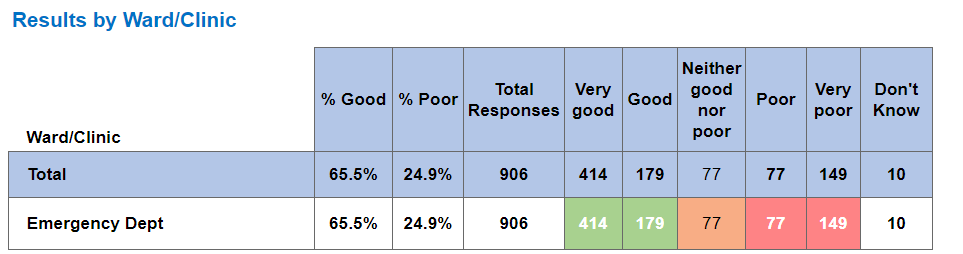 Results by Ward/Clinic
Ward/Clinic % Good % Poor Total Responses Very good Good Neither good nor poor Poor Very poor Don't Know
Total 65.5% 24.9% 906 414 179 77 77 149 10
Emergency Dept 65.5% 24.9% 906 414 179 77 77 149 10